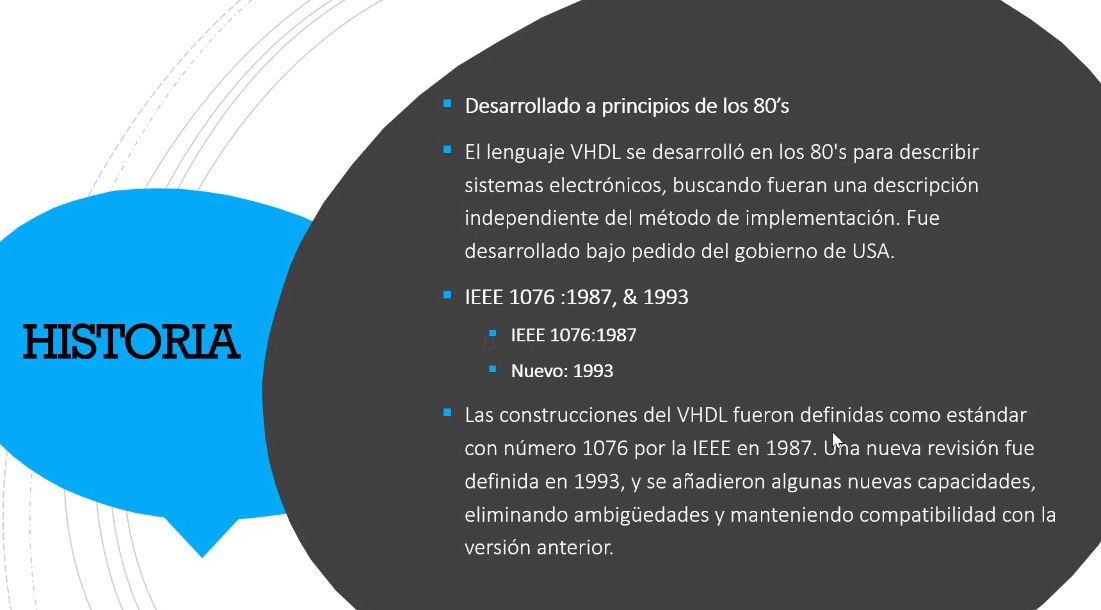 HISTORIA
Desarrollado a principios de los 80’s
El lenguaje VHDL se desarrolló en los 80's para describir
sistemas electrónicos, buscando fueran una descripción
independiente del método de implementación. Fue
desarrollado bajo pedido del gobierno de USA.
IEEE 1076 :1987, & 1993
IEEE 1076:1987
Nuevo: 1993
Las construcciones del VHDL fueron definidas como estándar
con número 1076 por la IEEE en 1987. Una nueva revisión fue
definida en 1993, y se añadieron algunas nuevas capacidades,
eliminando ambigüedades y manteniendo compatibilidad con la
versión anterior.